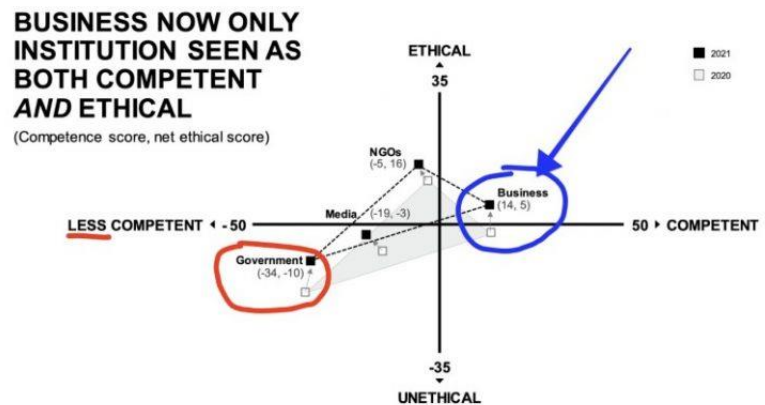 BUSINESS NOW ONLY
INSTITUTION SEEN AS
BOTH COMPETENT
AND ETHICAL
(Competence score, net ethical score)
ETHICAL
35
2021
2020
NGOs
(-5, 16)
Business
(14, 5)
Media
(-19, -3)
LESS COMPETENT
- 50
50
COMPETENT
Government
(-34, -10)
-35
UNETHICAL